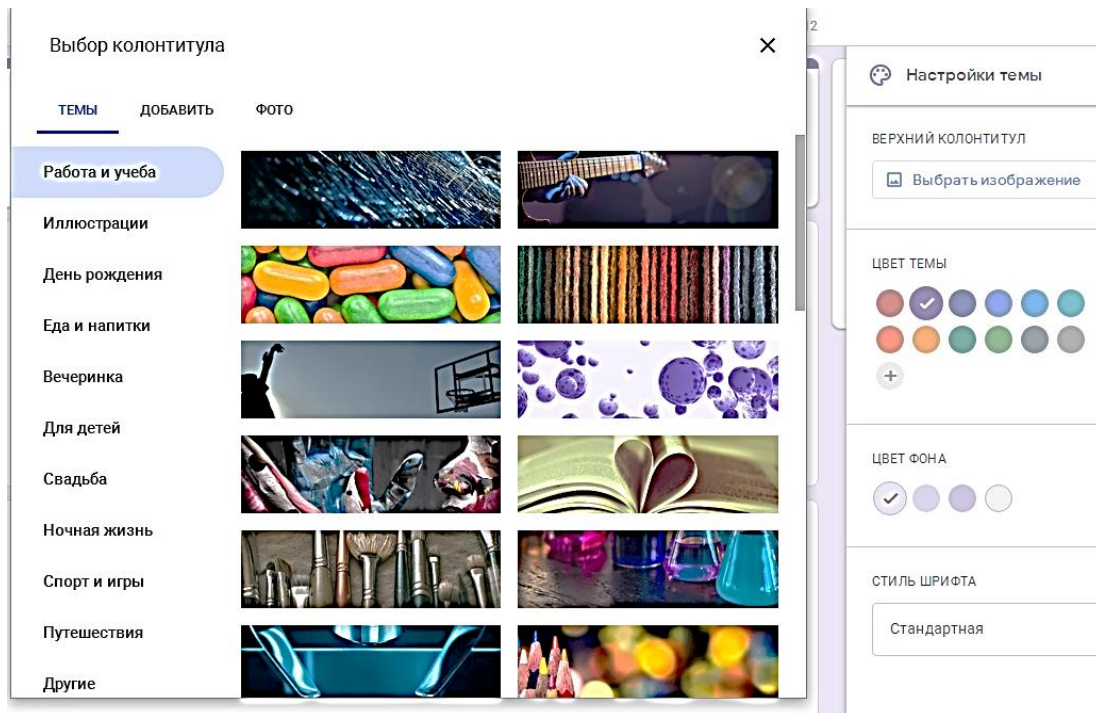 Выбор колонтитула
ТЕМЫ ДОБАВИТЬ ФОТО
Работа и учеба
Иллюстрации
День рождения
Еда и напитки
Вечеринка
Для детей
Свадьба
Ночная жизнь
Спорт и игры
Путешествия
Другие
Настройки темы
ВЕРХНИЙ КОЛОНТИТУЛ
Выбрать изображение
ЦВЕТ ТЕМЫ
ЦВЕТ ФОНА
СТИЛЬ ШРИФТА
Стандартная